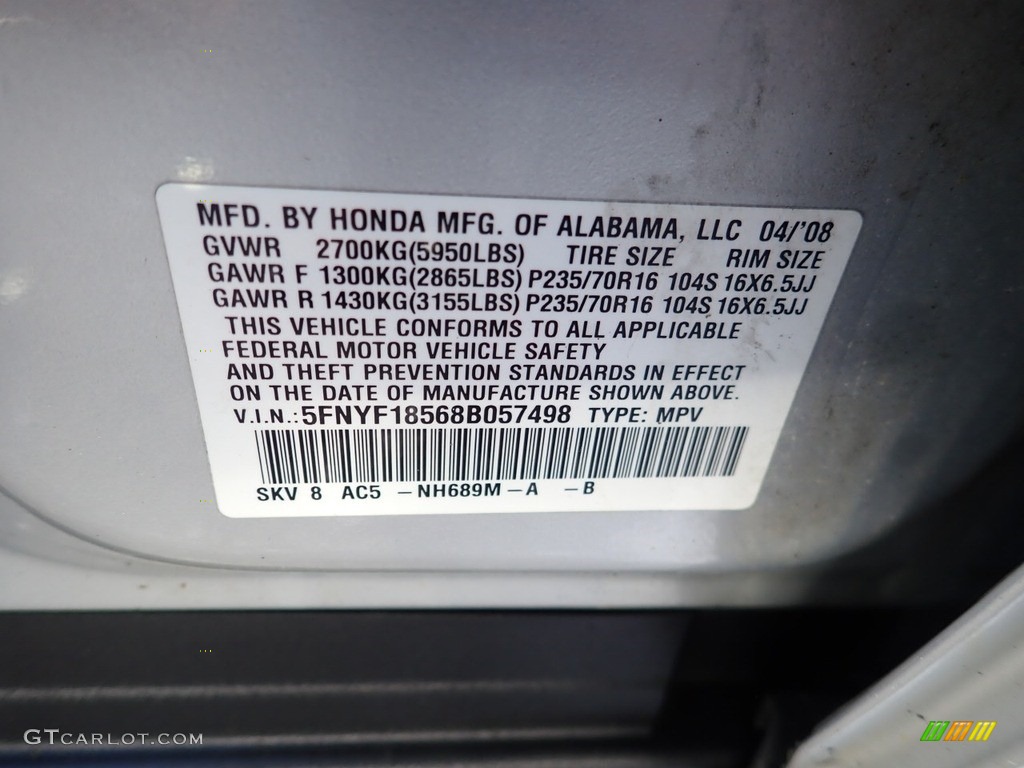 MFD. BY HONDA MFG. OF ALABAMA, LLC 04/'08
GVWR 2700KG(5950LBS) TIRE SIZE RIM SIZE
GAWR F 1300KG(2865LBS) P235/70R16 104S 16X6.5JJ
GAWR R 1430KG(3155LBS) P235/70R16 104S 16X6.5JJ
THIS VEHICLE CONFORMS TO ALL APPLICABLE
FEDERAL MOTOR VEHICLE SAFETY
AND THEFT PREVENTION STANDARDS IN EFFECT
ON THE DATE OF MANUFACTURE SHOWN ABOVE.
V.I.N.: 5FNYF18568B057498 TYPE: MPV
SKV 8 AC5 -NH689M-A -B
GTCARLOT.COM